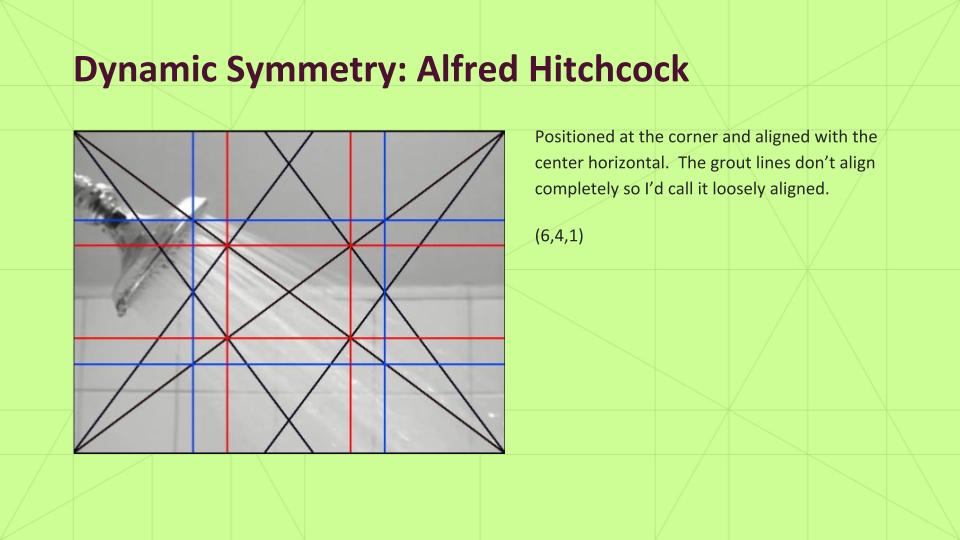 Dynamic Symmetry: Alfred Hitchcock
Positioned at the corner and aligned with the
center horizontal.  The grout lines don’t align
completely so I’d call it loosely aligned.
(6,4,1)